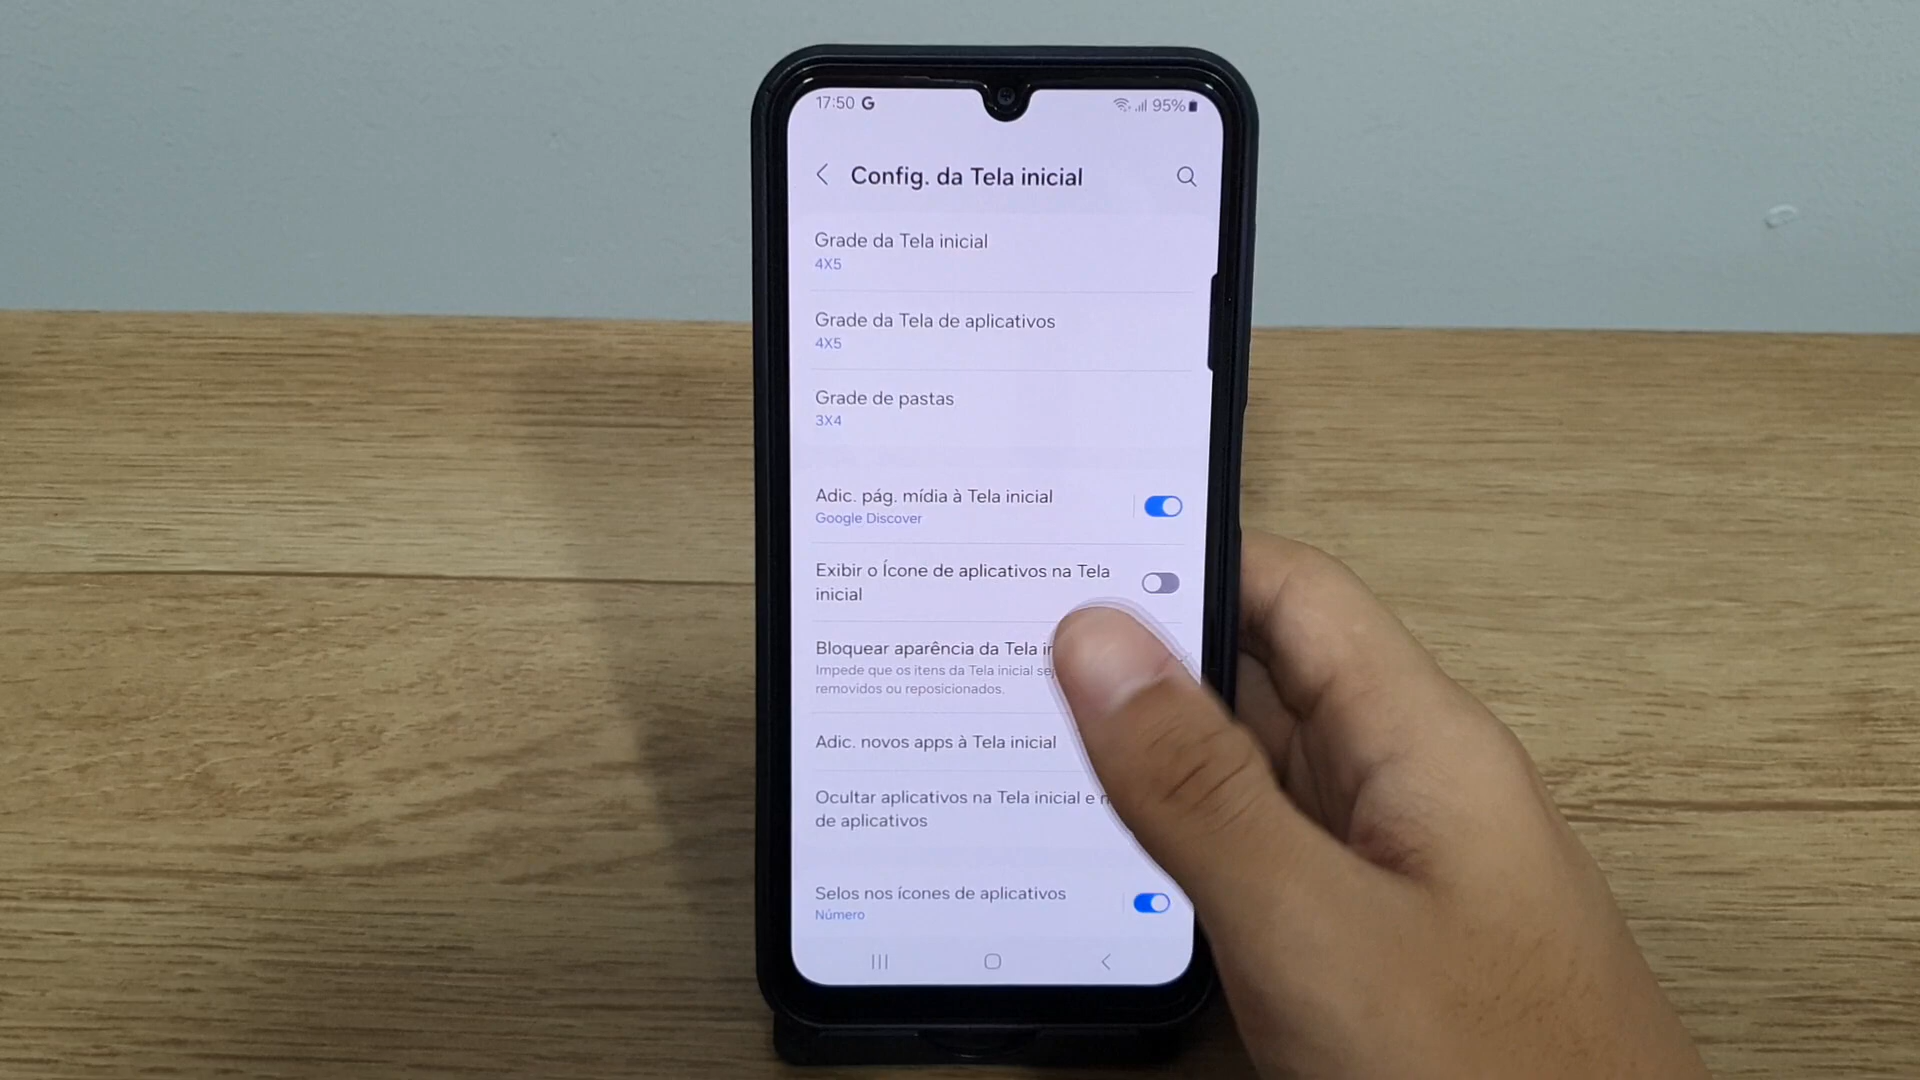 17:50 G 95%
Config. da Tela inicial
Grade da Tela inicial
4X5
Grade da Tela de aplicativos
4X5
Grade de pastas
3X4
Adic. pág. mídia à Tela inicial
Google Discover
Exibir o Ícone de aplicativos na Tela
inicial
Bloquear aparência da Tela
Impede que os itens da Tela inicial
removidos ou reposicionados.
Adic. novos apps à Tela inicial
Ocultar aplicativos na Tela inicial e
de aplicativos
Selos nos ícones de aplicativos
Número